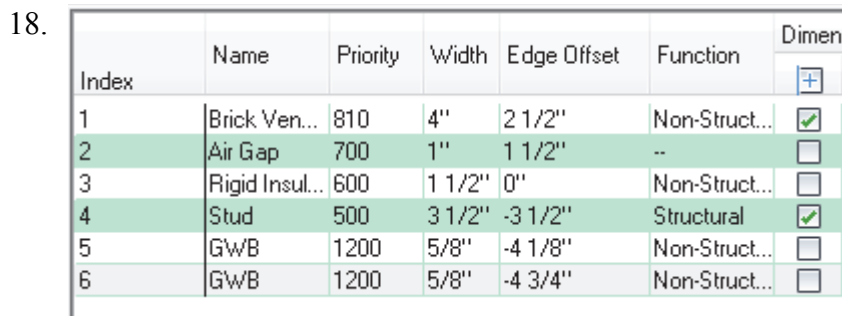 18.
Dimen
Name Priority Width Edge Offset Function
Index
1 Brick Ven... 810 4" 2 1/2" Non-Struct...
2 Air Gap 700 1" 1 1/2" --
3 Rigid Insul... 600 1 1/2" 0" Non-Struct...
4 Stud 500 3 1/2" -3 1/2" Structural
5 GWB 1200 5/8" -4 1/8" Non-Struct...
6 GWB 1200 5/8" -4 3/4" Non-Struct...